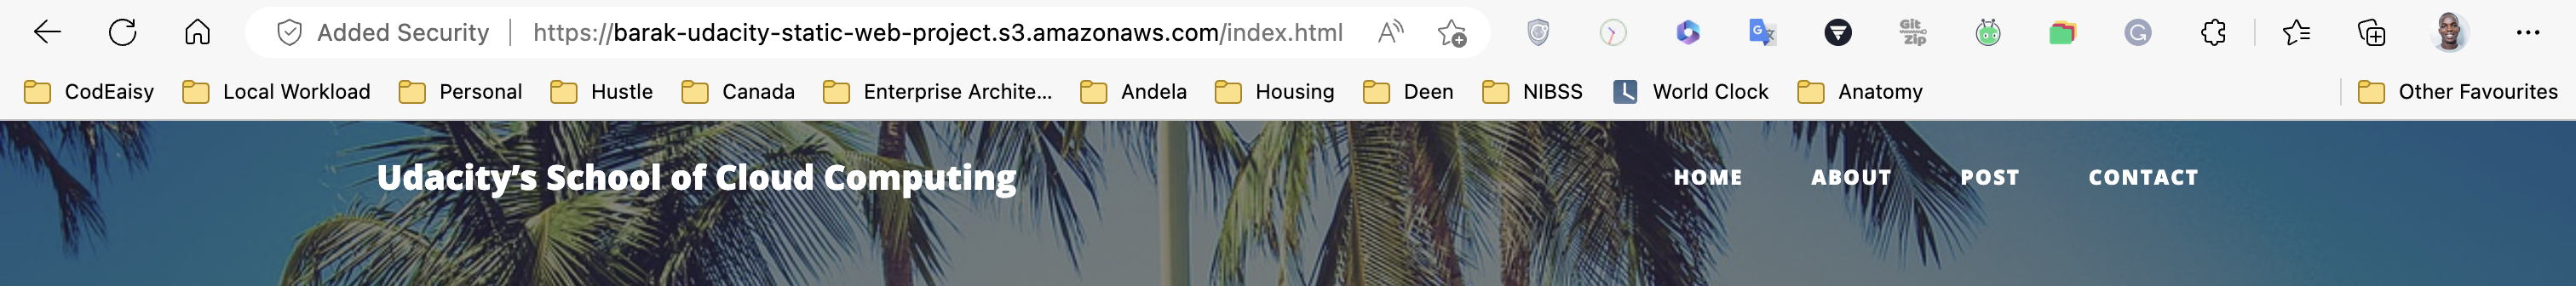 Added Security | https://barak-udacity-static-web-project.s3.amazonaws.com/index.html A G Git Zip G
CodEaisy Local Workload Personal Hustle Canada Enterprise Archite... Andela Housing Deen NIBSS World Clock Anatomy Other Favourites
Udacity’s School of Cloud Computing HOME ABOUT POST CONTACT